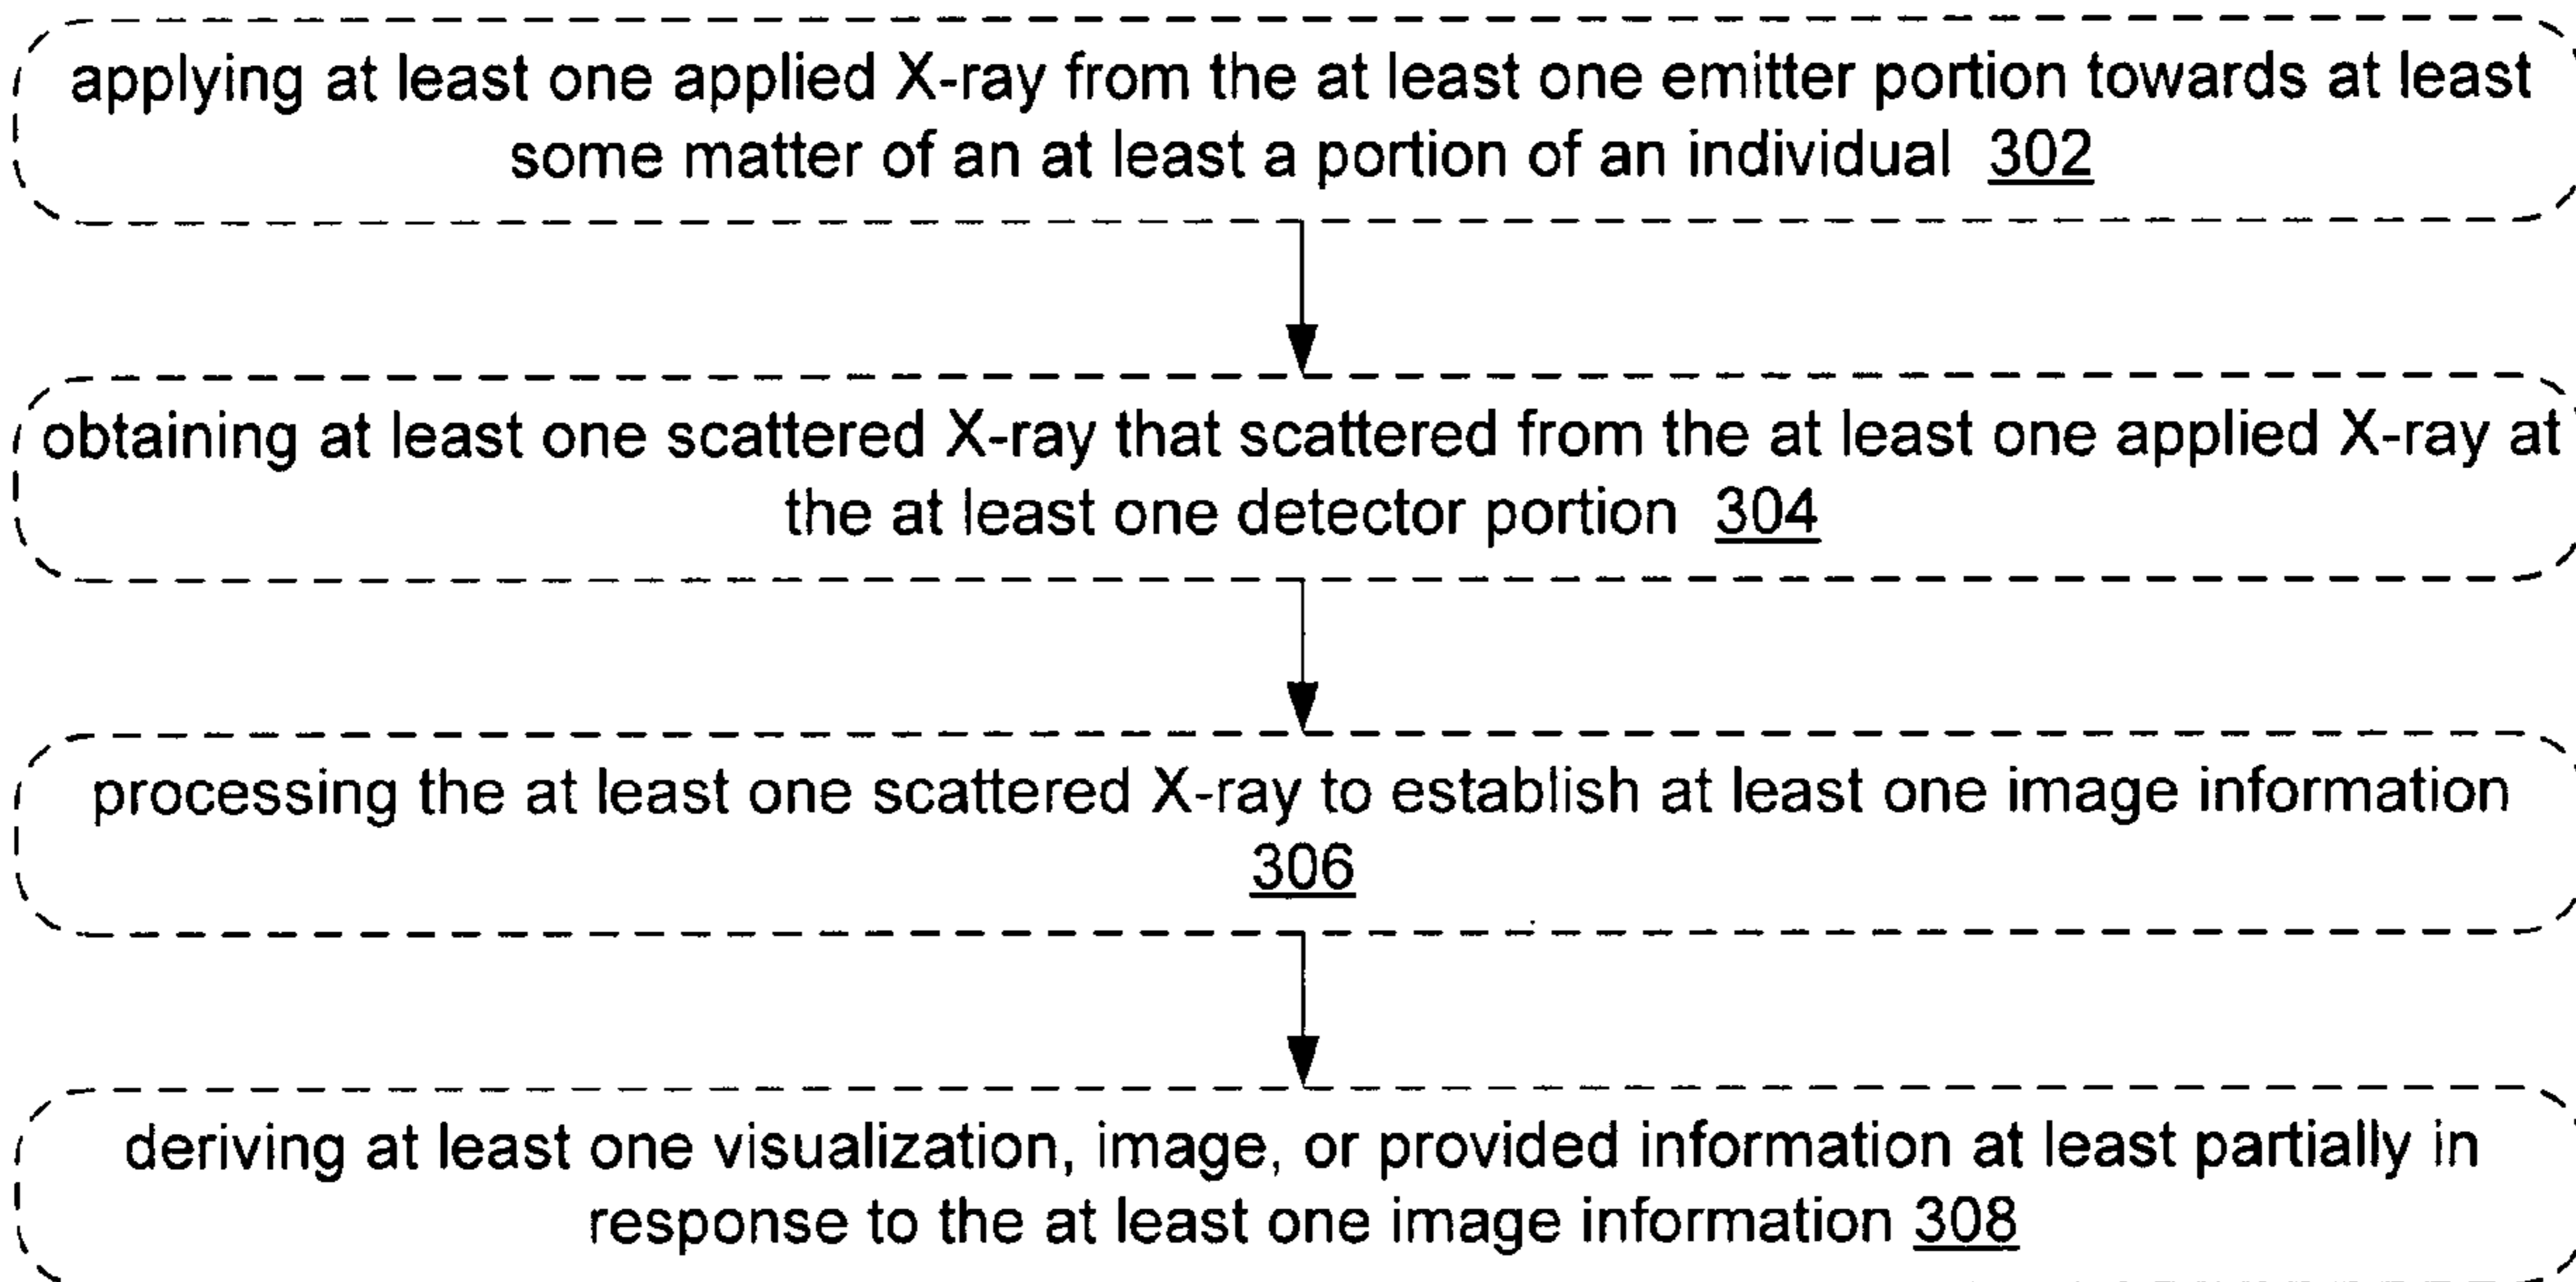 applying at least one applied X-ray from the at least one emitter portion towards at least
some matter of an at least a portion of an individual 302
obtaining at least one scattered X-ray that scattered from the at least one applied X-ray at
the at least one detector portion 304
processing the at least one scattered X-ray to establish at least one image information
306
deriving at least one visualization, image, or provided information at least partially in
response to the at least one image information 308